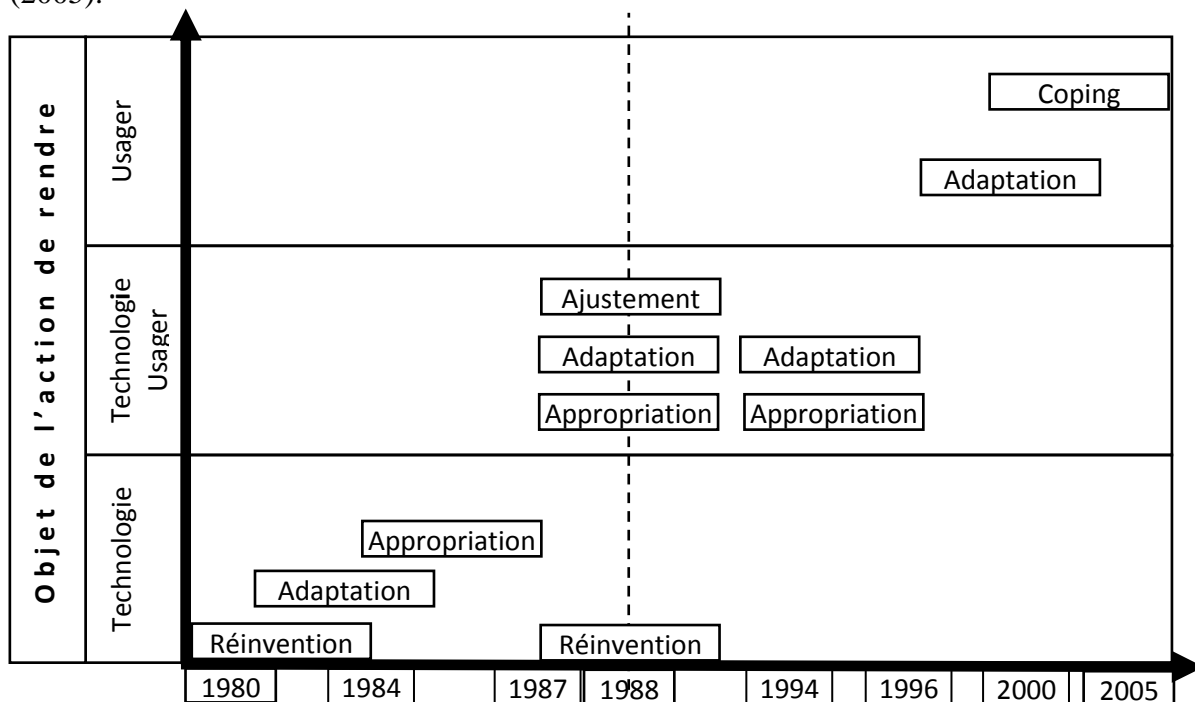 (2005).
Objet de l'action de rendre
Usager
Coping
Adaptation
Technologie
Usager
Ajustement
Adaptation
Adaptation
Appropriation
Appropriation
Technologie
Appropriation
Adaptation
Réinvention
Réinvention
1980
1984
1987
1988
1994
1996
2000
2005